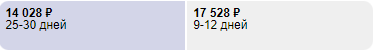 14 028 ₽
25-30 дней
17 528 ₽
9-12 дней